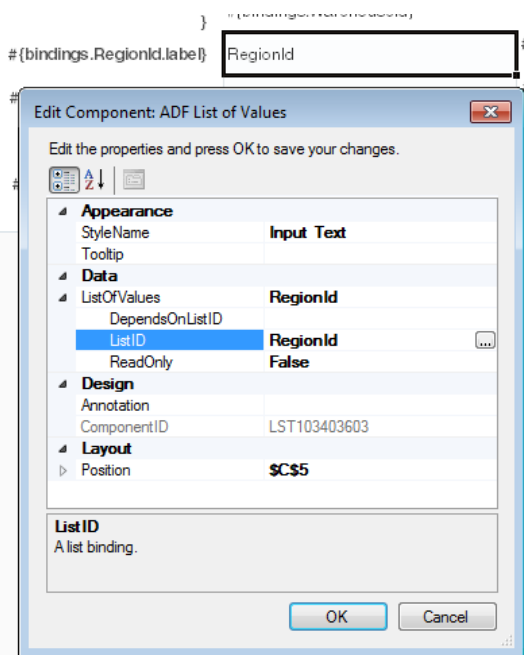 }
#{bindings.RegionId.label} RegionId
#
#
Edit Component: ADF List of Values
Edit the properties and press OK to save your changes.
Appearance
StyleName Input Text
Tooltip
Data
ListOfValues RegionId
DependsOnListID
ListID RegionId ...
ReadOnly False
Design
Annotation
ComponentID LST103403603
Layout
Position $C$5
ListID
A list binding.
OK Cancel